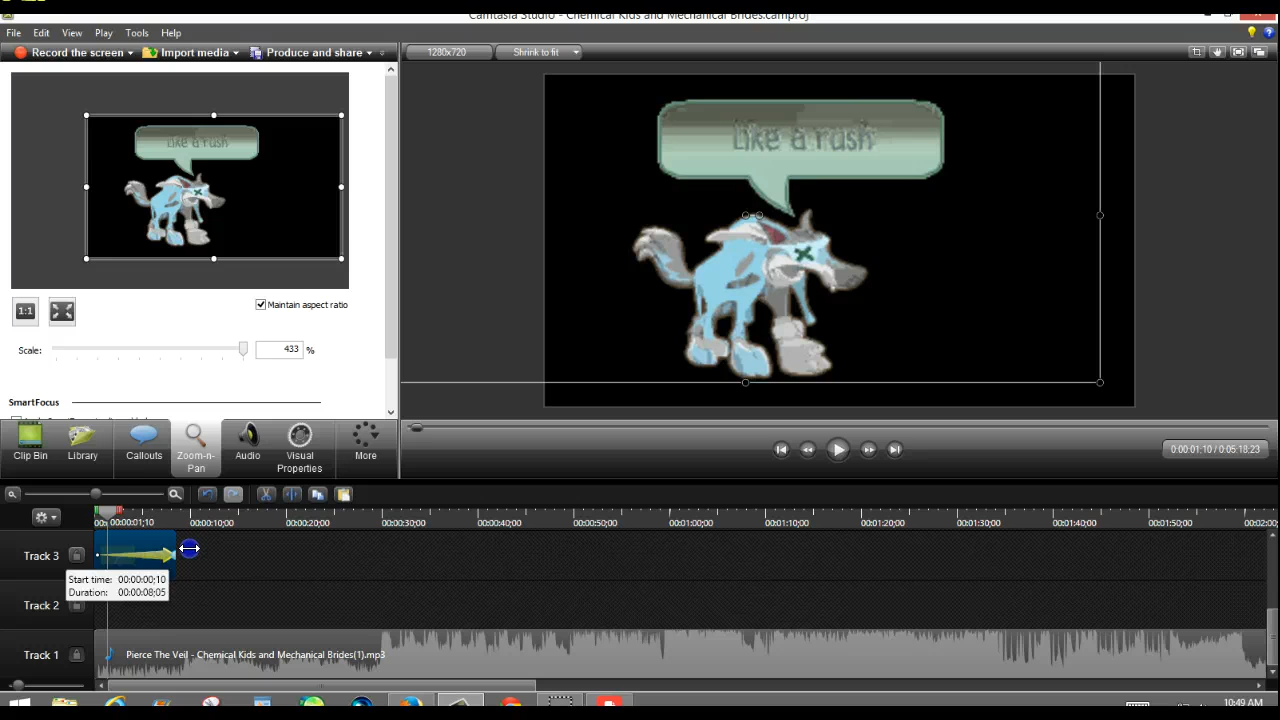 Camtasia Studio - Chemical Kids and Mechanical Brides.camproj
File Edit View Play Tools Help
Record the screen Import media Produce and share
1280x720 Shrink to fit
Like a rush
Like a rush
1:1
Maintain aspect ratio
Scale: 433 %
SmartFocus
Clip Bin Library Callouts Zoom-n-Pan Audio Visual Properties More
0:00:01;10 / 0:05:18;23
00:00:01;10 00:00:10;00 00:00:20;00 00:00:30;00 00:00:40;00 00:00:50;00 00:01:00;00 00:01:10;00 00:01:20;00 00:01:30;00 00:01:40;00 00:01:50;00 00:02:00;
Track 3
Start time: 00:00:00;10
Duration: 00:00:08;05
Track 2
Track 1 Pierce The Veil - Chemical Kids and Mechanical Brides(1).mp3
10:49 AM